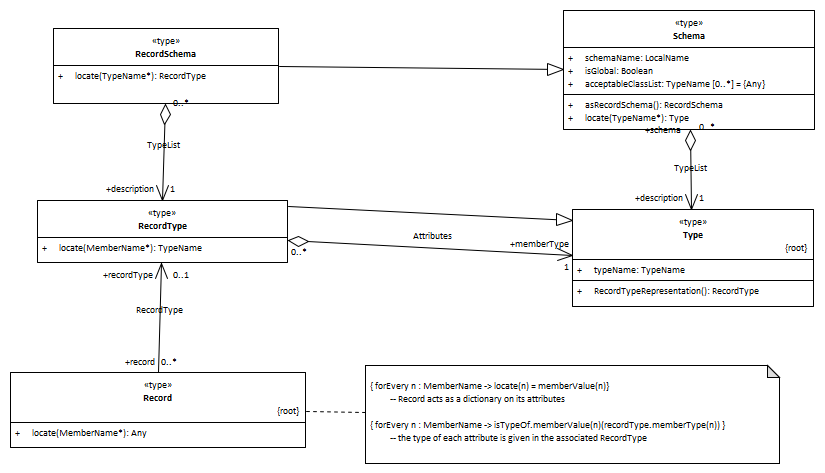 «type»
RecordSchema
+ locate(TypeName*): RecordType
«type»
Schema
+ schemaName: LocalName
+ isGlobal: Boolean
+ acceptableClassList: TypeName [0..*] = {Any}
+ asRecordSchema(): RecordSchema
+ locate(TypeName*): Type
0..*
TypeList
+description 1
+schema 0..*
TypeList
+description 1
«type»
RecordType
+ locate(MemberName*): TypeName
0..*
Attributes
+memberType
1
«type»
Type
{root}
+ typeName: TypeName
+ RecordTypeRepresentation(): RecordType
+recordType 0..1
RecordType
+record 0..*
«type»
Record
{root}
+ locate(MemberName*): Any
{ forEvery n : MemberName -> locate(n) = memberValue(n)}
-- Record acts as a dictionary on its attributes
{ forEvery n : MemberName -> isTypeOf.memberValue(n)(recordType.memberType(n)) }
-- the type of each attribute is given in the associated RecordType